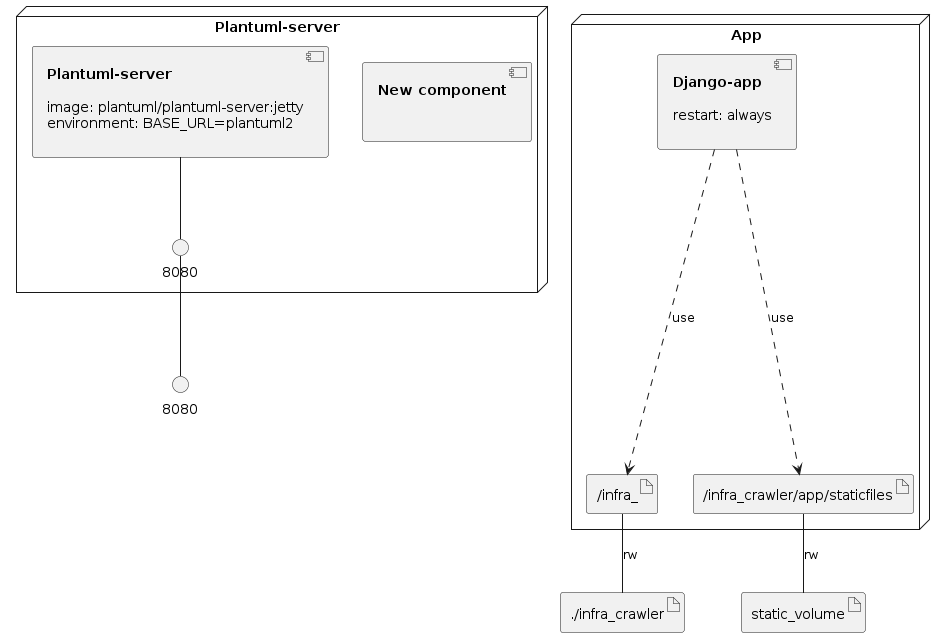 Plantuml-server
Plantuml-server
image: plantuml/plantuml-server:jetty
environment: BASE_URL=plantuml2
New component
8080
8080
App
Django-app
restart: always
use
use
/infra_
/infra_crawler/app/staticfiles
rw
rw
./infra_crawler
static_volume